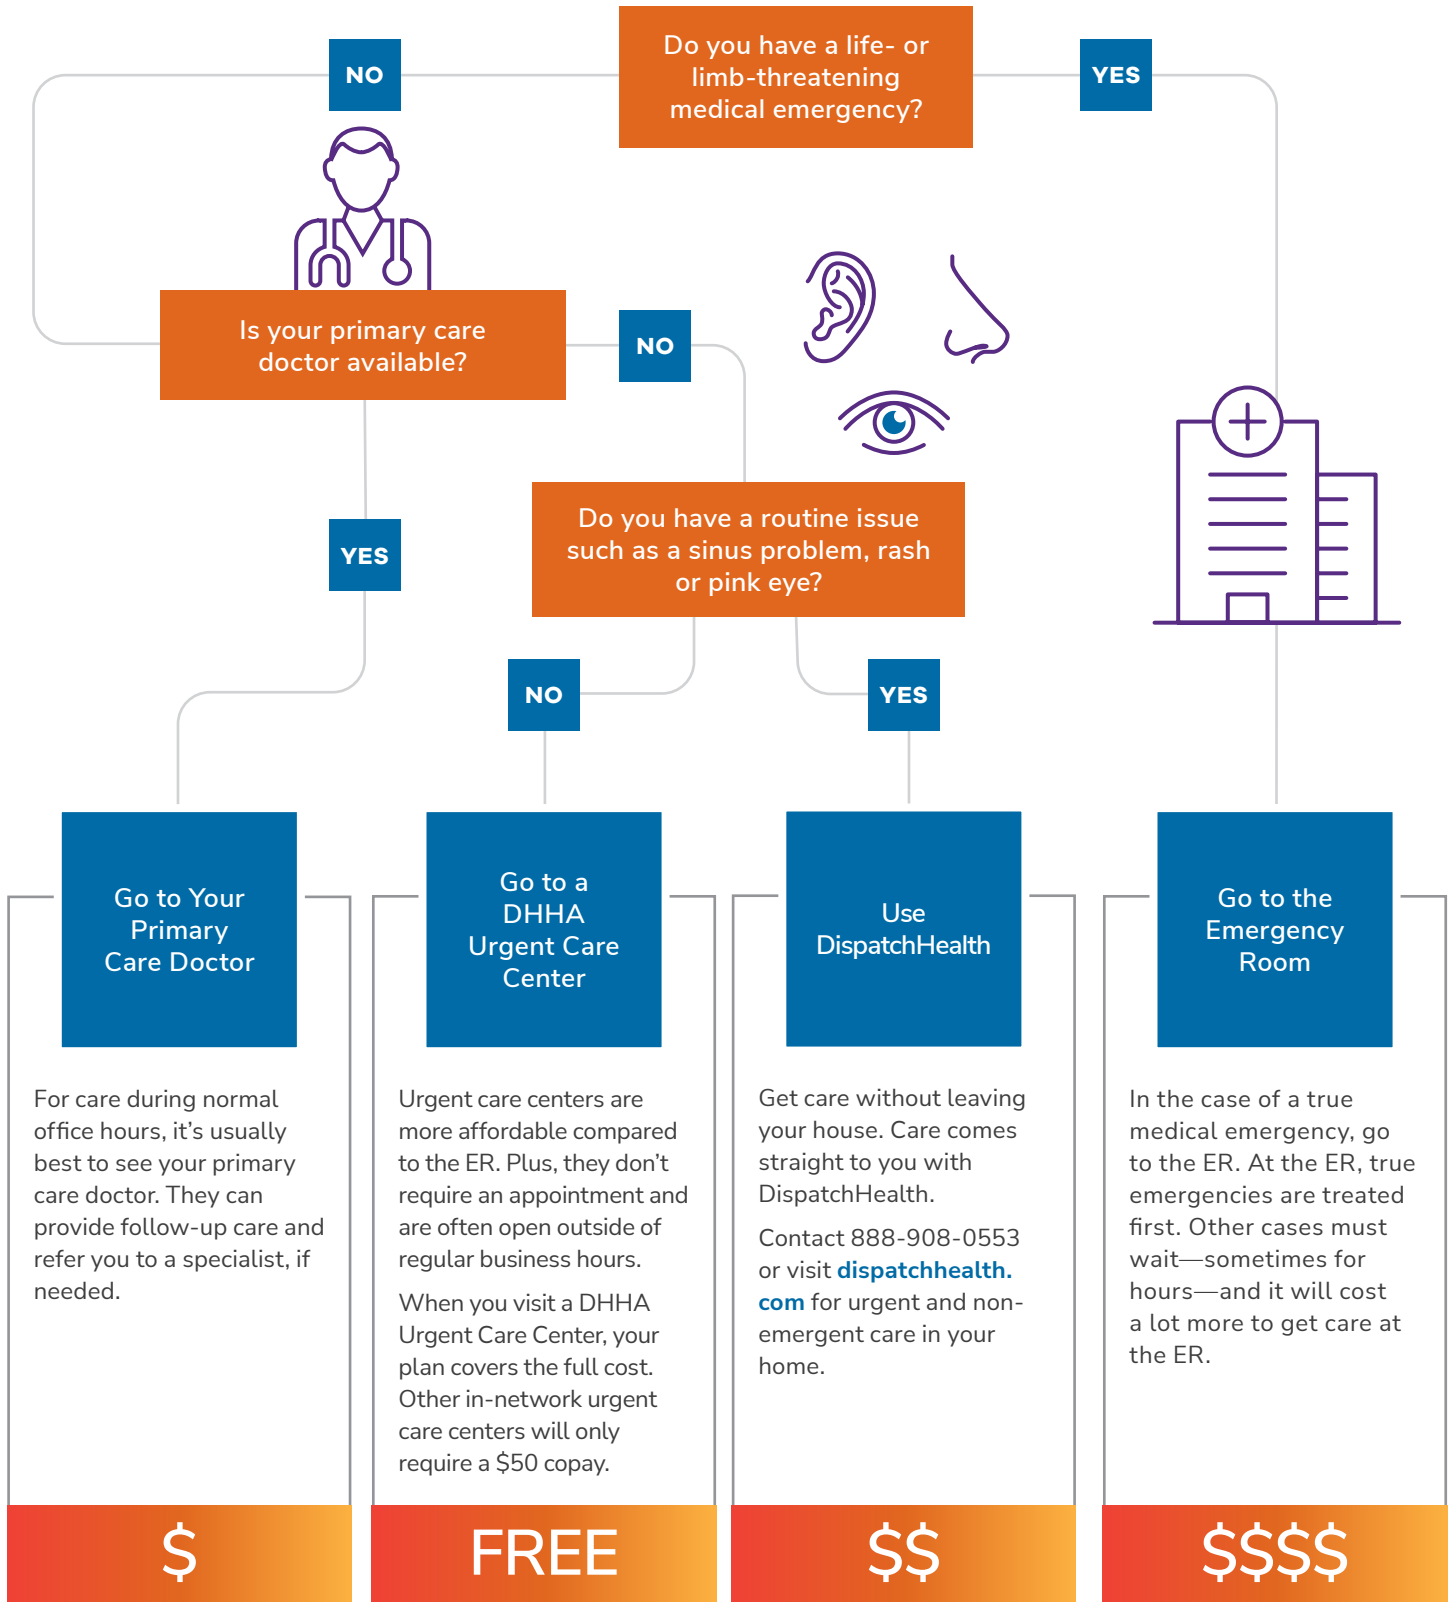 Do you have a life- or
limb-threatening
medical emergency?
NO
YES
Is your primary care
doctor available?
NO
YES
Do you have a routine issue
such as a sinus problem, rash
or pink eye?
NO
YES
Go to Your
Primary
Care Doctor
For care during normal
office hours, it’s usually
best to see your primary
care doctor. They can
provide follow-up care and
refer you to a specialist, if
needed.
$
Go to a
DHHA
Urgent Care
Center
Urgent care centers are
more affordable compared
to the ER. Plus, they don’t
require an appointment and
are often open outside of
regular business hours.
When you visit a DHHA
Urgent Care Center, your
plan covers the full cost.
Other in-network urgent
care centers will only
require a $50 copay.
FREE
Use
DispatchHealth
Get care without leaving
your house. Care comes
straight to you with
DispatchHealth.
Contact 888-908-0553
or visit dispatchhealth.
com for urgent and non-
emergent care in your
home.
$$
Go to the
Emergency
Room
In the case of a true
medical emergency, go
to the ER. At the ER, true
emergencies are treated
first. Other cases must
wait—sometimes for
hours—and it will cost
a lot more to get care at
the ER.
$$$$